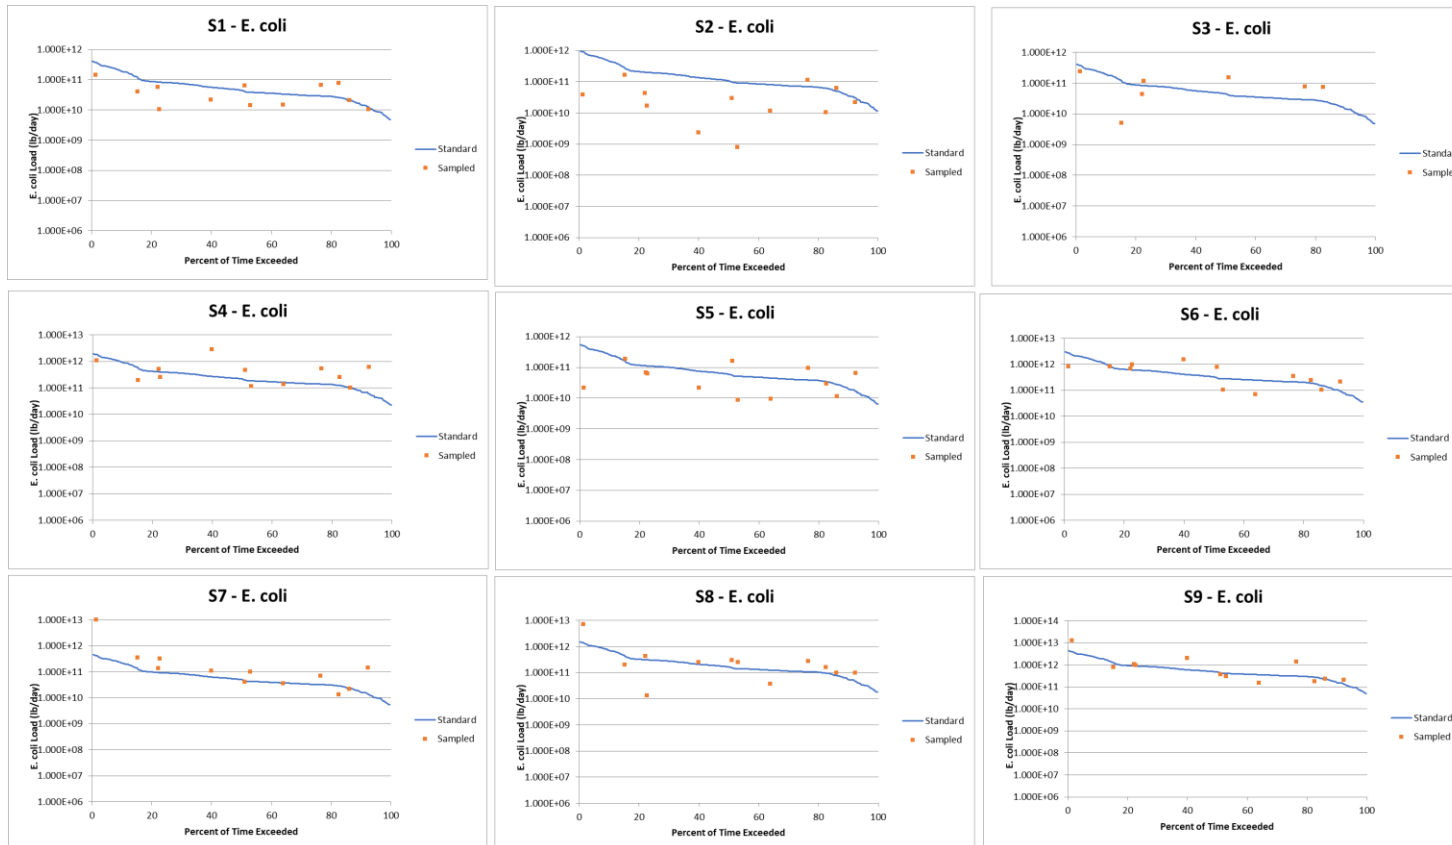 S1 - E. coli
E. coli Load (lb/day)
1.000E+12
1.000E+11
1.000E+10
1.000E+09
1.000E+08
1.000E+07
1.000E+06
0 20 40 60 80 100
Percent of Time Exceeded
Standard
Sampled
S2 - E. coli
E. coli Load (lb/day)
1.000E+12
1.000E+11
1.000E+10
1.000E+09
1.000E+08
1.000E+07
1.000E+06
0 20 40 60 80 100
Percent of Time Exceeded
Standard
Sampled
S3 - E. coli
E. coli Load (lb/day)
1.000E+12
1.000E+11
1.000E+10
1.000E+09
1.000E+08
1.000E+07
1.000E+06
0 20 40 60 80 100
Percent of Time Exceeded
Standa
Sample
S4 - E. coli
E. coli Load (lb/day)
1.000E+13
1.000E+12
1.000E+11
1.000E+10
1.000E+09
1.000E+08
1.000E+07
1.000E+06
0 20 40 60 80 100
Percent of Time Exceeded
Standard
Sampled
S5 - E. coli
E. coli Load (lb/day)
1.000E+12
1.000E+11
1.000E+10
1.000E+09
1.000E+08
1.000E+07
1.000E+06
0 20 40 60 80 100
Percent of Time Exceeded
Standard
Sampled
S6 - E. coli
E. coli Load (lb/day)
1.000E+13
1.000E+12
1.000E+11
1.000E+10
1.000E+09
1.000E+08
1.000E+07
1.000E+06
0 20 40 60 80 100
Percent of Time Exceeded
Standard
Sampled
S7 - E. coli
E. coli Load (lb/day)
1.000E+13
1.000E+12
1.000E+11
1.000E+10
1.000E+09
1.000E+08
1.000E+07
1.000E+06
0 20 40 60 80 100
Percent of Time Exceeded
Standard
Sampled
S8 - E. coli
E. coli Load (lb/day)
1.000E+13
1.000E+12
1.000E+11
1.000E+10
1.000E+09
1.000E+08
1.000E+07
1.000E+06
0 20 40 60 80 100
Percent of Time Exceeded
Standard
Sampled
S9 - E. coli
E. coli Load (lb/day)
1.000E+14
1.000E+13
1.000E+12
1.000E+11
1.000E+10
1.000E+09
1.000E+08
1.000E+07
1.000E+06
0 20 40 60 80 100
Percent of Time Exceeded
Standard
Sampled